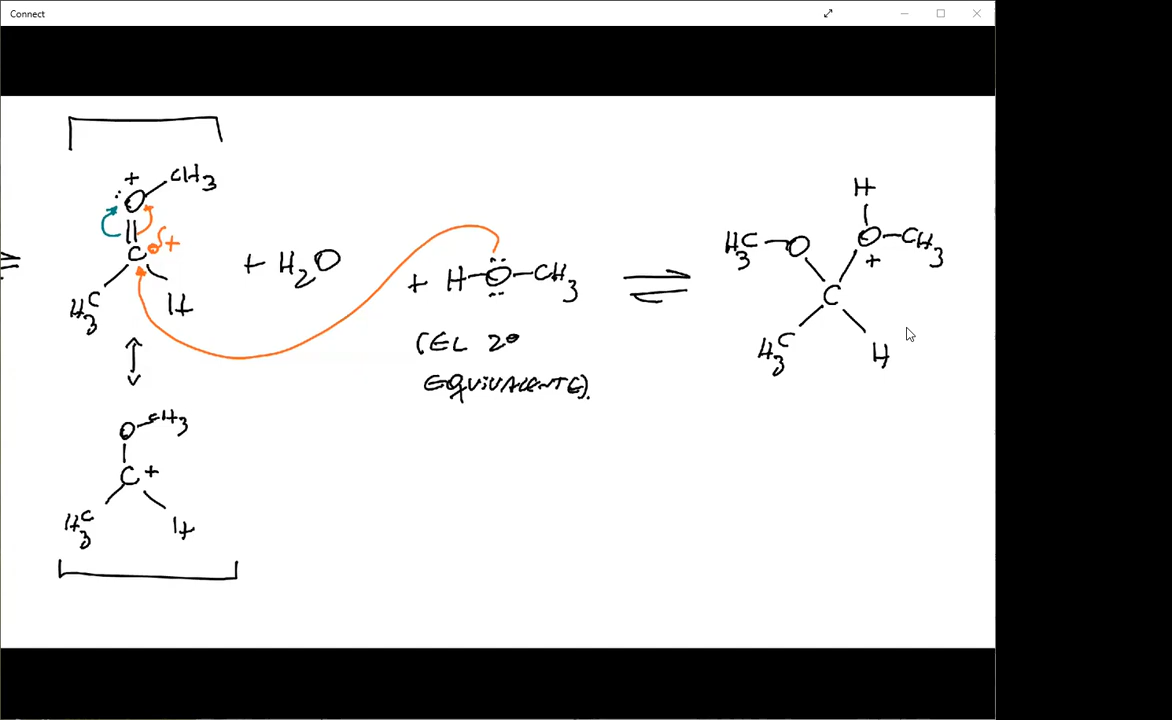 Connect
+
: O CH3
C δ+
H3C H
+ H2O
+ H-O-CH3
(EL 2º
EQUIVALENTE).
H
H3C-O O-CH3
+
C
H3C H
O-CH3
C+
H3C H